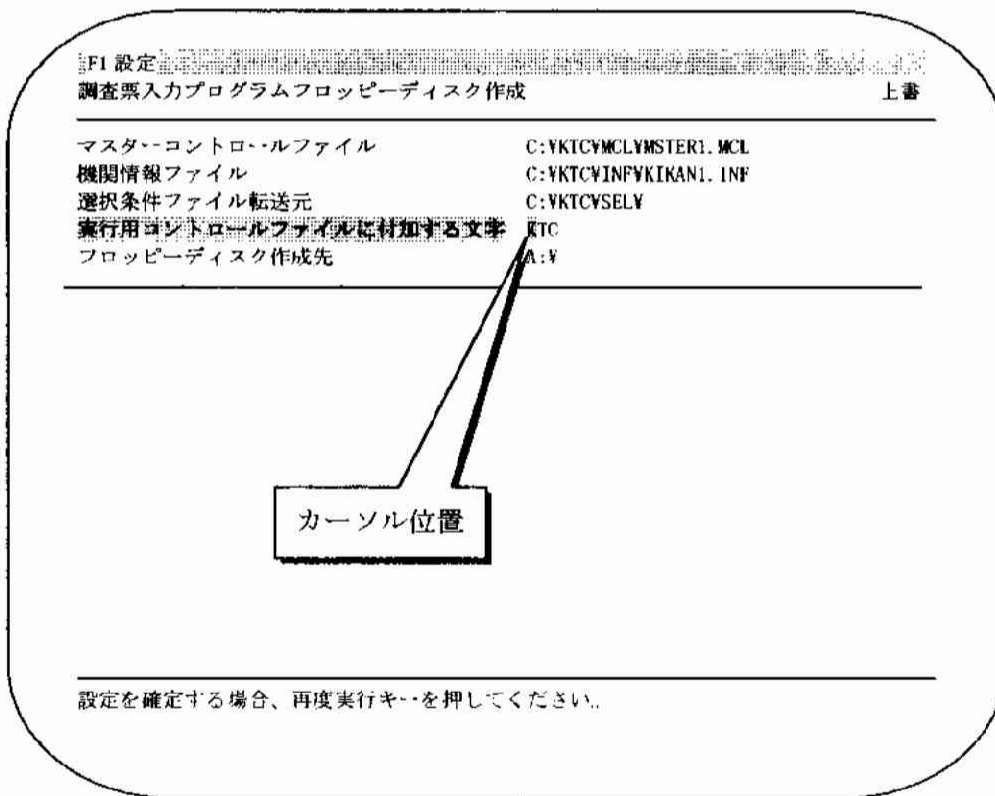 F1 設定
調査票入力プログラムフロッピーディスク作成 上書
マスターコントロールファイル C:¥KTC¥MCL¥MSTER1.MCL
機関情報ファイル C:¥KTC¥INF¥KIKAN1.INF
選択条件ファイル転送元 C:¥KTC¥SEL¥
実行用コントロールファイルに付加する文字 KTC
フロッピーディスク作成先 A:¥
カーソル位置
設定を確定する場合、再度実行キーを押してください。